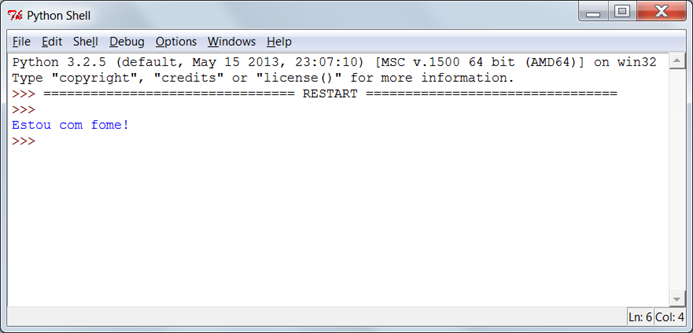 Python Shell
File Edit Shell Debug Options Windows Help
Python 3.2.5 (default, May 15 2013, 23:07:10) [MSC v.1500 64 bit (AMD64)] on win32
Type "copyright", "credits" or "license()" for more information.
>>> ================================ RESTART ================================
>>>
Estou com fome!
>>>
Ln: 6 Col: 4